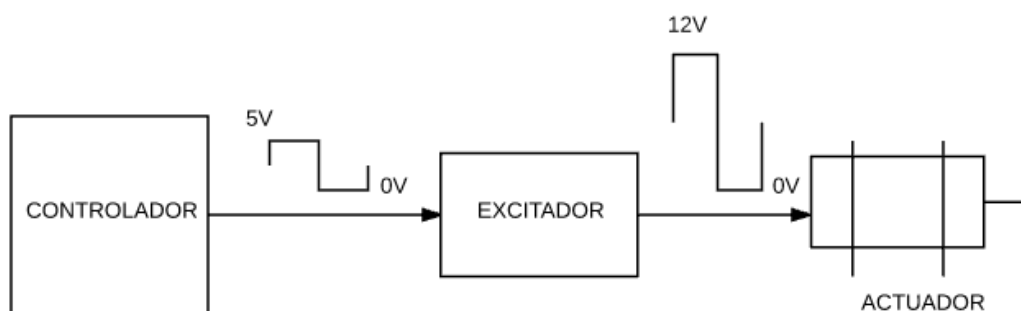 12V
5V
0V
0V
CONTROLADOR
EXCITADOR
ACTUADOR